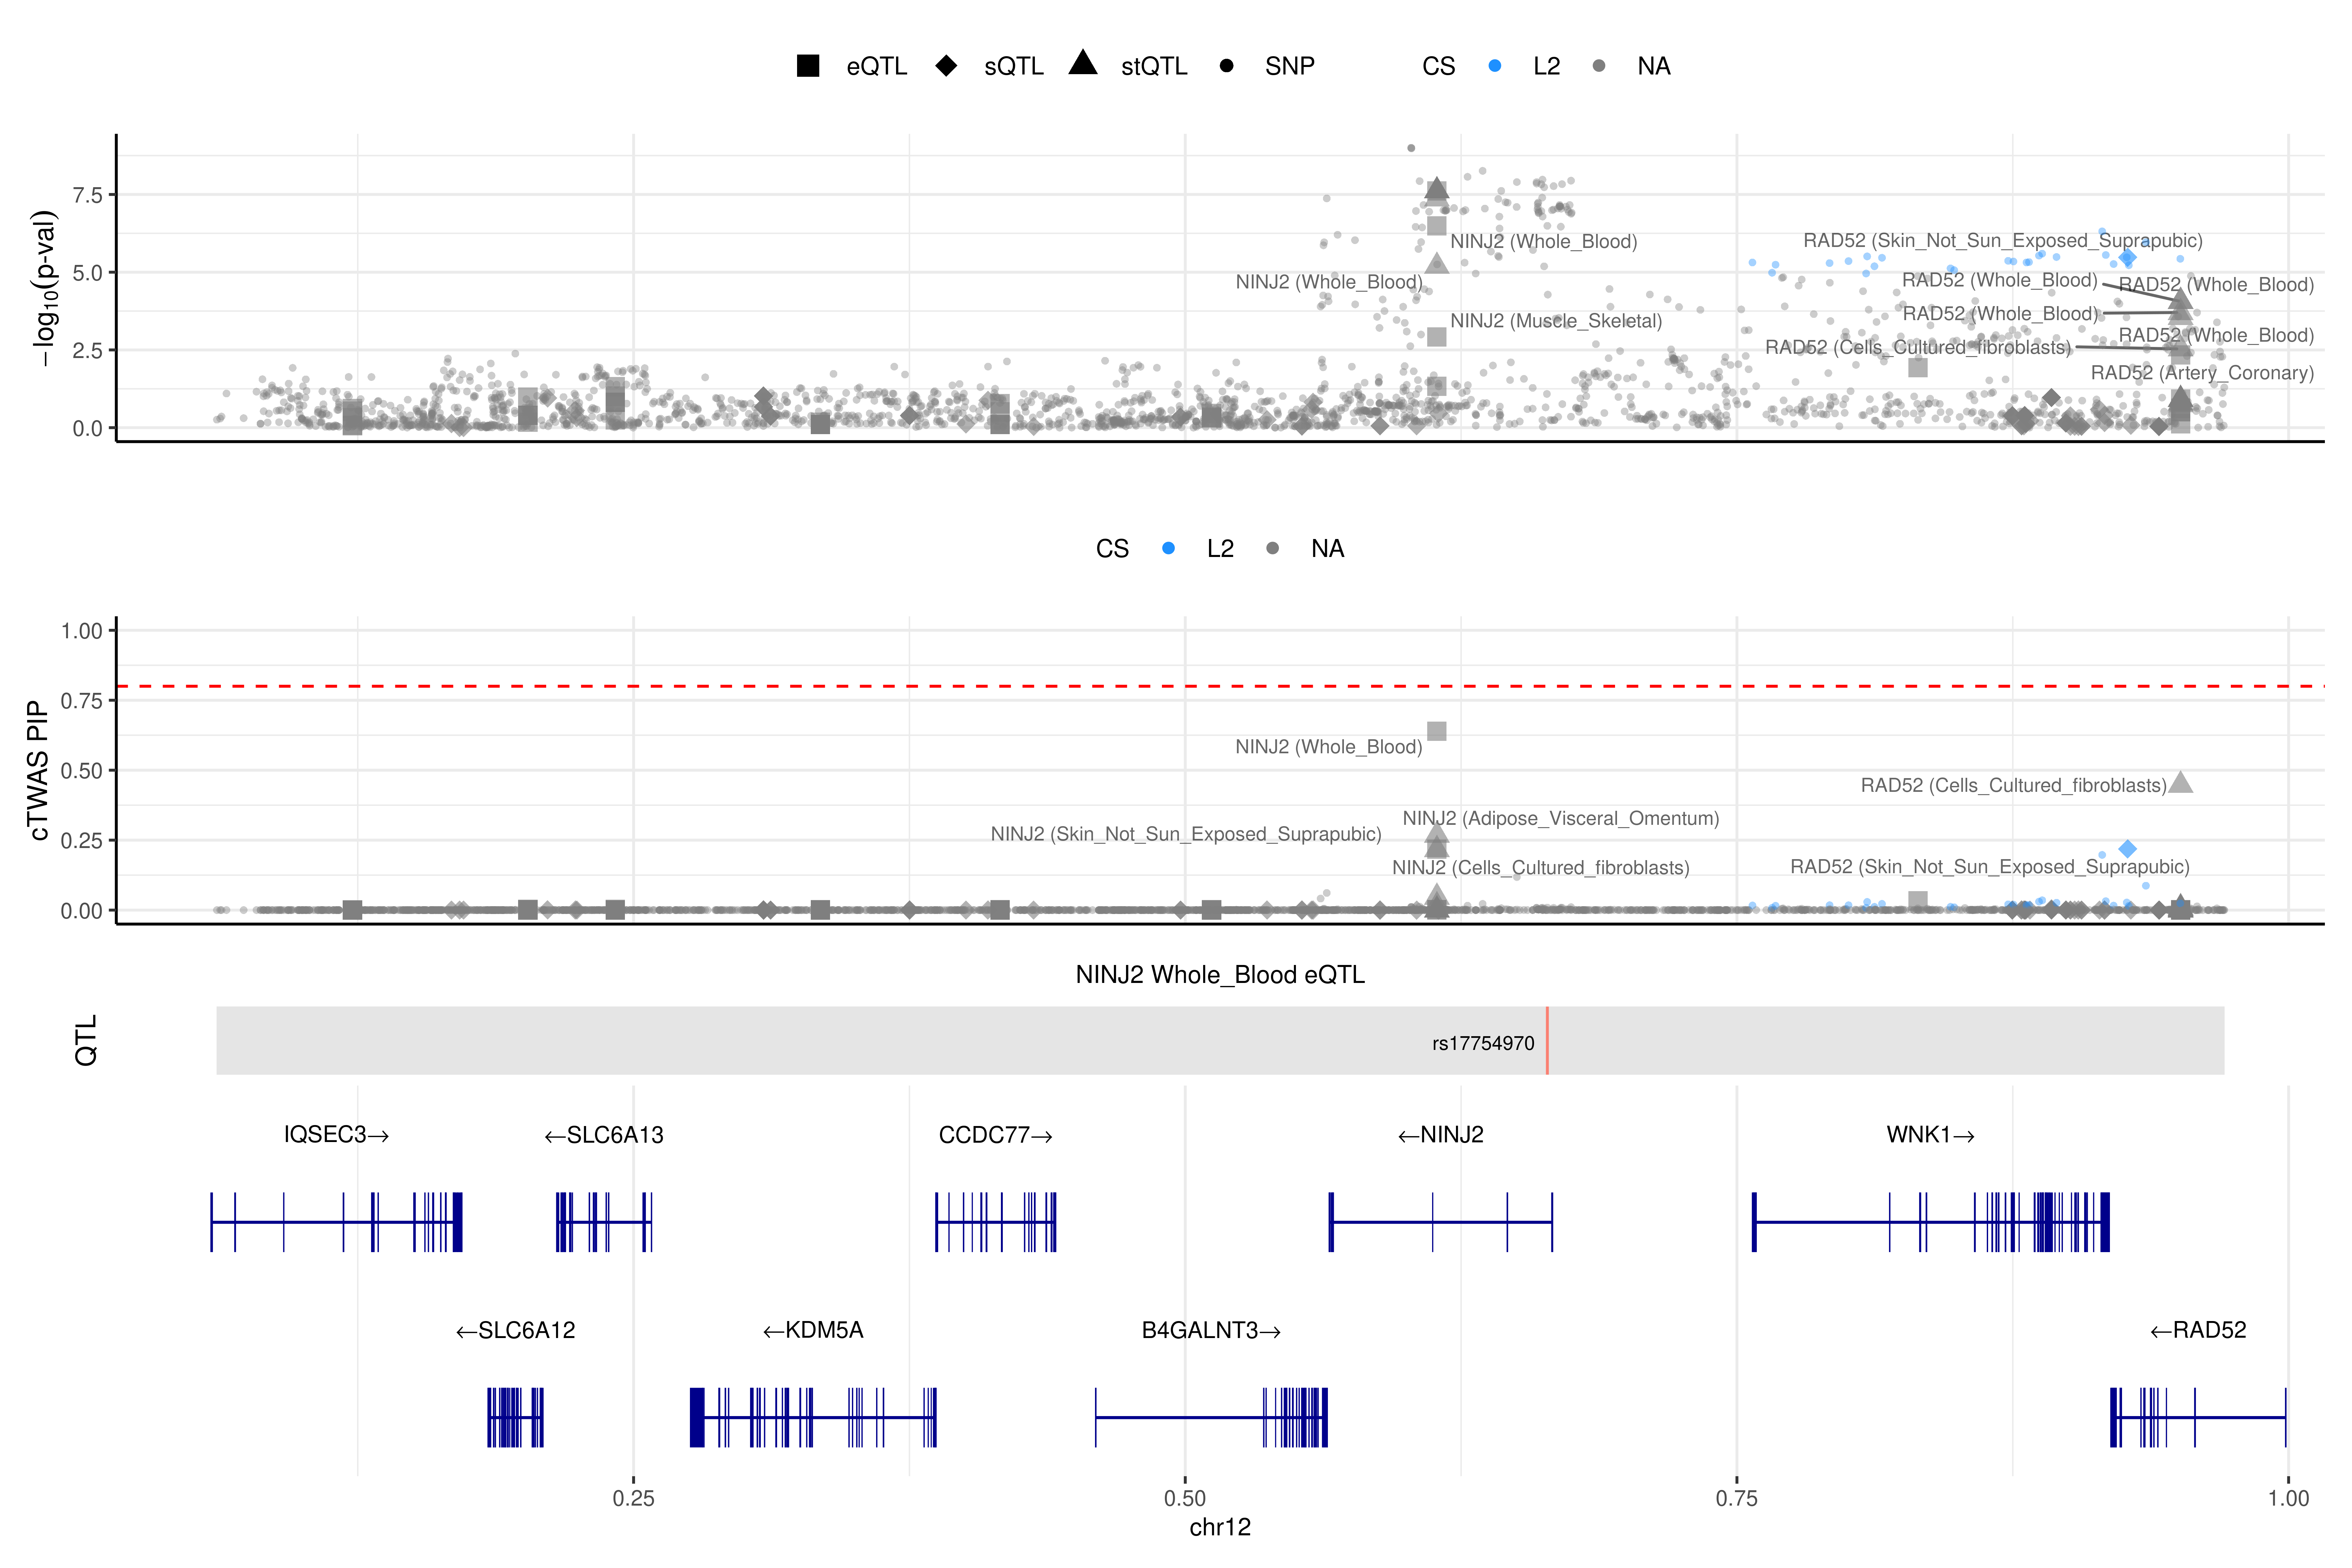 eQTL sQTL stQTL SNP CS L2 NA
−log10(p-val)
7.5
5.0
2.5
0.0
NINJ2 (Whole_Blood)
NINJ2 (Whole_Blood)
NINJ2 (Muscle_Skeletal)
RAD52 (Skin_Not_Sun_Exposed_Suprapubic)
RAD52 (Whole_Blood)
RAD52 (Whole_Blood)
RAD52 (Whole_Blood)
RAD52 (Whole_Blood)
RAD52 (Cells_Cultured_fibroblasts)
RAD52 (Artery_Coronary)
CS L2 NA
cTWAS PIP
1.00
0.75
0.50
0.25
0.00
NINJ2 (Whole_Blood)
RAD52 (Cells_Cultured_fibroblasts)
NINJ2 (Adipose_Visceral_Omentum)
NINJ2 (Skin_Not_Sun_Exposed_Suprapubic)
NINJ2 (Cells_Cultured_fibroblasts)
RAD52 (Skin_Not_Sun_Exposed_Suprapubic)
NINJ2 Whole_Blood eQTL
QTL
rs17754970
IQSEC3→ ←SLC6A13 CCDC77→ ←NINJ2 WNK1→
←SLC6A12 ←KDM5A B4GALNT3→ ←RAD52
0.25 0.50 0.75 1.00
chr12